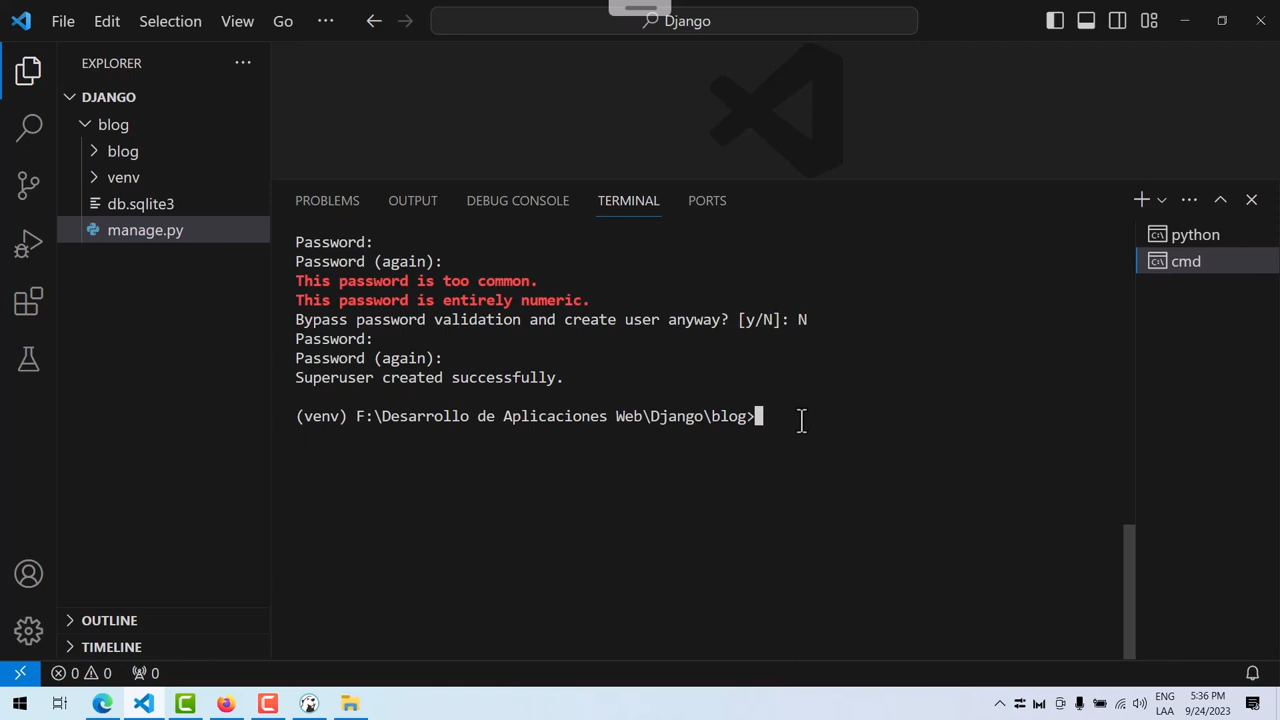 File Edit Selection View Go ··· Django
EXPLORER ···
DJANGO
blog
blog
venv
db.sqlite3
manage.py
OUTLINE
TIMELINE
PROBLEMS OUTPUT DEBUG CONSOLE TERMINAL PORTS
Password:
Password (again):
This password is too common.
This password is entirely numeric.
Bypass password validation and create user anyway? [y/N]: N
Password:
Password (again):
Superuser created successfully.
(venv) F:\Desarrollo de Aplicaciones Web\Django\blog>
python
cmd
0 0 0
ENG
LAA
5:36 PM
9/24/2023